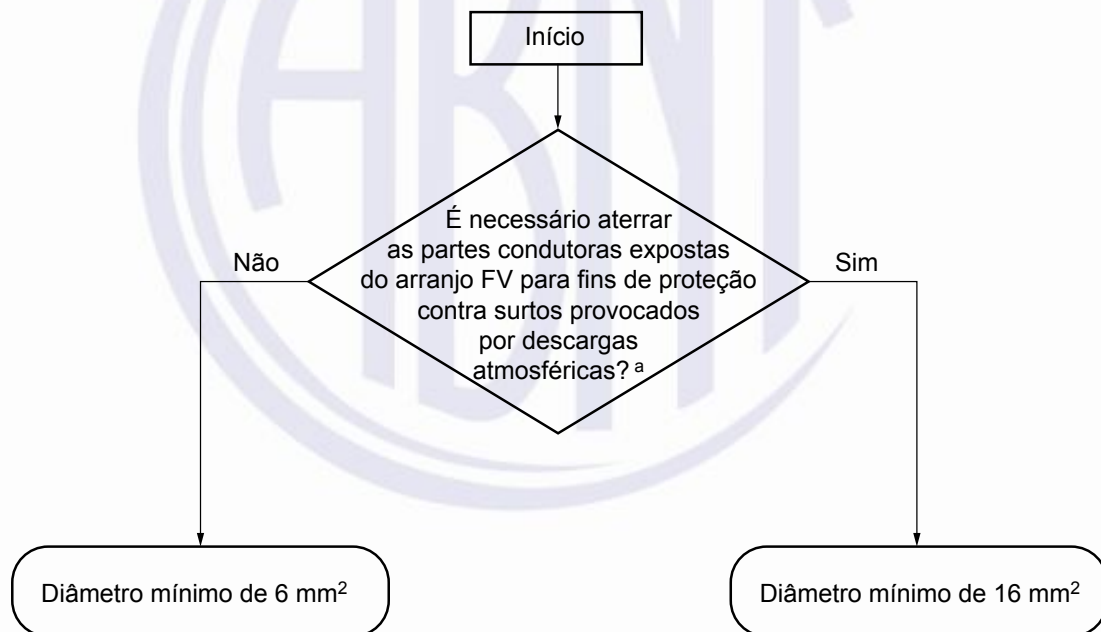 Início
É necessário aterrar
as partes condutoras expostas
do arranjo FV para fins de proteção
contra surtos provocados
por descargas
atmosféricas? a
Não
Sim
Diâmetro mínimo de 6 mm²
Diâmetro mínimo de 16 mm²
ABNT